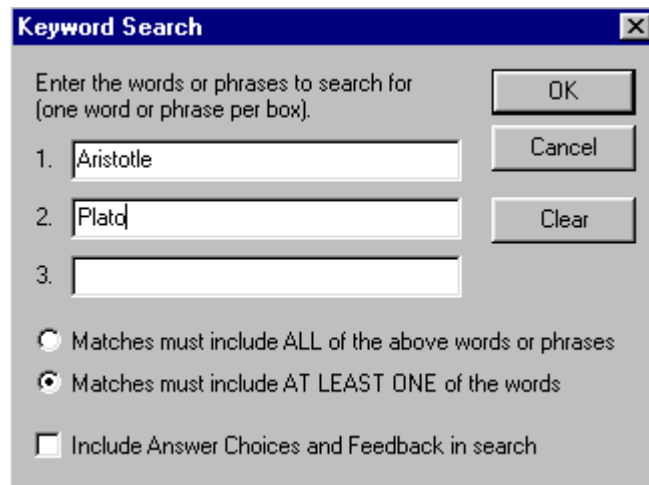 Keyword Search
Enter the words or phrases to search for
(one word or phrase per box).
OK
Cancel
1. Aristotle
2. Plato
Clear
3.
Matches must include ALL of the above words or phrases
Matches must include AT LEAST ONE of the words
Include Answer Choices and Feedback in search